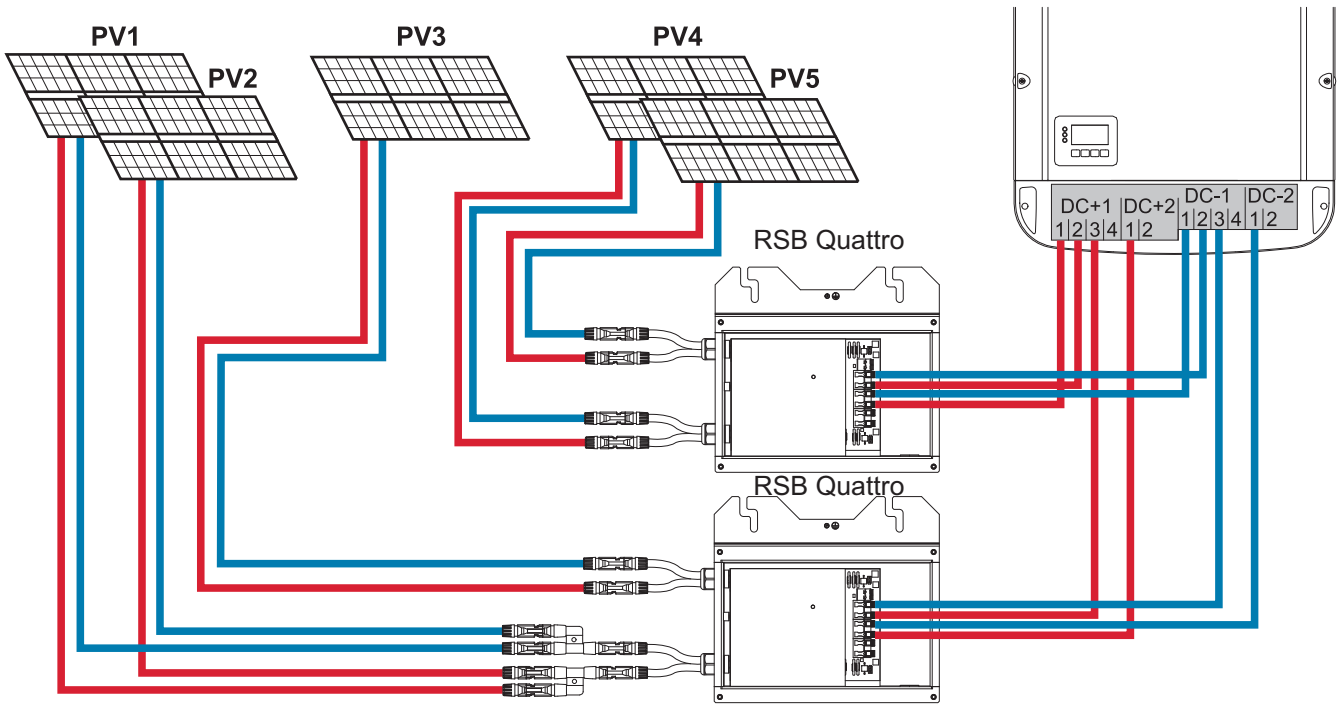 PV1
PV2
PV3
PV4
PV5
RSB Quattro
RSB Quattro
DC+1 DC+2 DC-1 DC-2
1 2 3 4 1 2 1 2 3 4 1 2